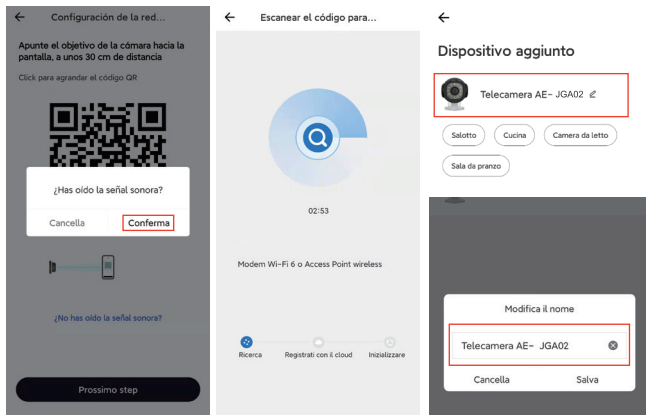 Configuración de la red...
Apunte el objetivo de la cámara hacia la
pantalla, a unos 30 cm de distancia
Click para agrandar el código QR
¿Has oído la señal sonora?
Cancella
Conferma
¿No has oído la señal sonora?
Prossimo step
Escanear el código para...
02:53
Modem Wi-Fi 6 o Access Point wireless
Ricerca
Registrati con il cloud
Inizializzare
Dispositivo aggiunto
Telecamera AE- JGA02
Salotto
Cucina
Camera da letto
Sala da pranzo
Modifica il nome
Telecamera AE- JGA02
Cancella
Salva